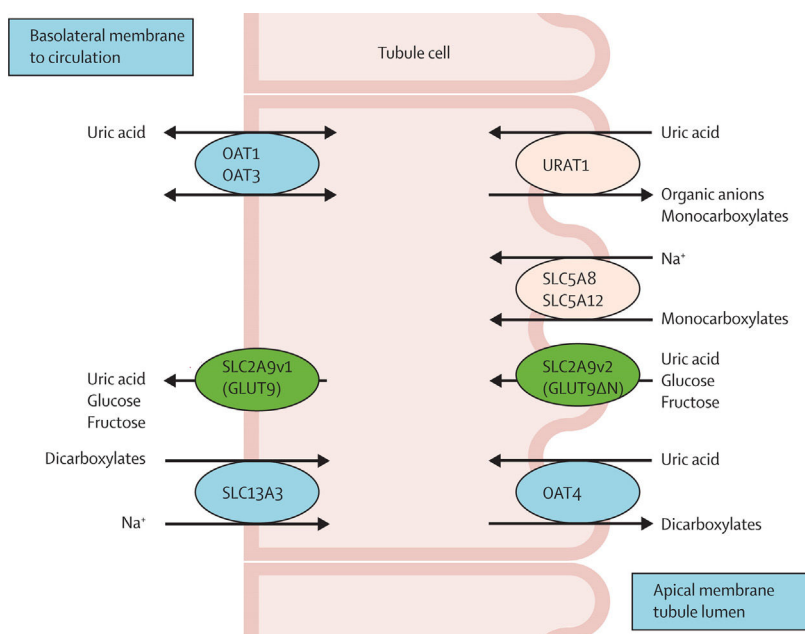 Basolateral membrane
to circulation
Tubule cell
Uric acid
OAT1
OAT3
Uric acid
URAT1
Organic anions
Monocarboxylates
Na⁺
SLC5A8
SLC5A12
Monocarboxylates
Uric acid
Glucose
Fructose
SLC2A9v1
(GLUT9)
SLC2A9v2
(GLUT9ΔN)
Uric acid
Glucose
Fructose
Dicarboxylates
SLC13A3
Na⁺
Uric acid
OAT4
Dicarboxylates
Apical membrane
tubule lumen